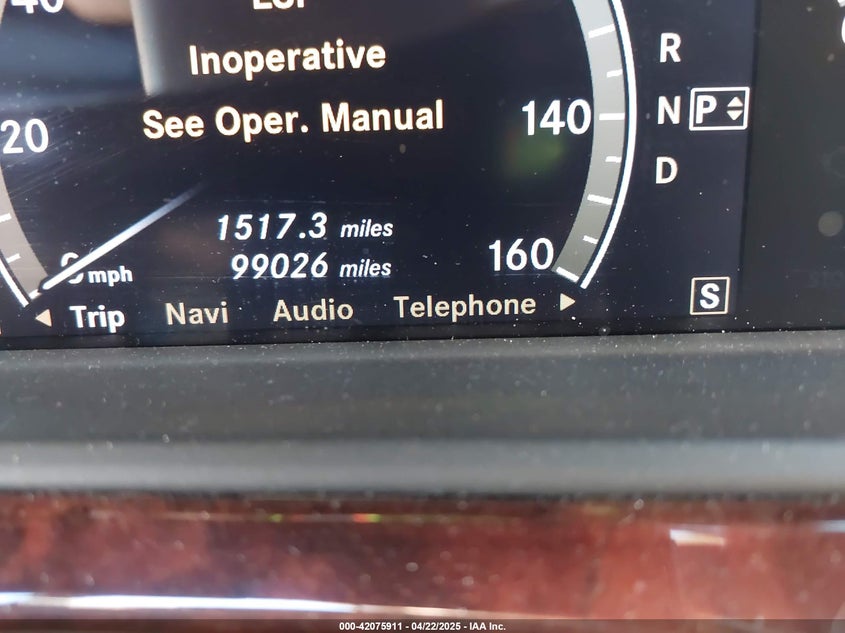 40
Inoperative
R
See Oper. Manual
140
N P
20
D
1517.3 miles
99026 miles
160
mph
S
Trip Navi Audio Telephone
000-42075911 - 04/22/2025 - IAA Inc.